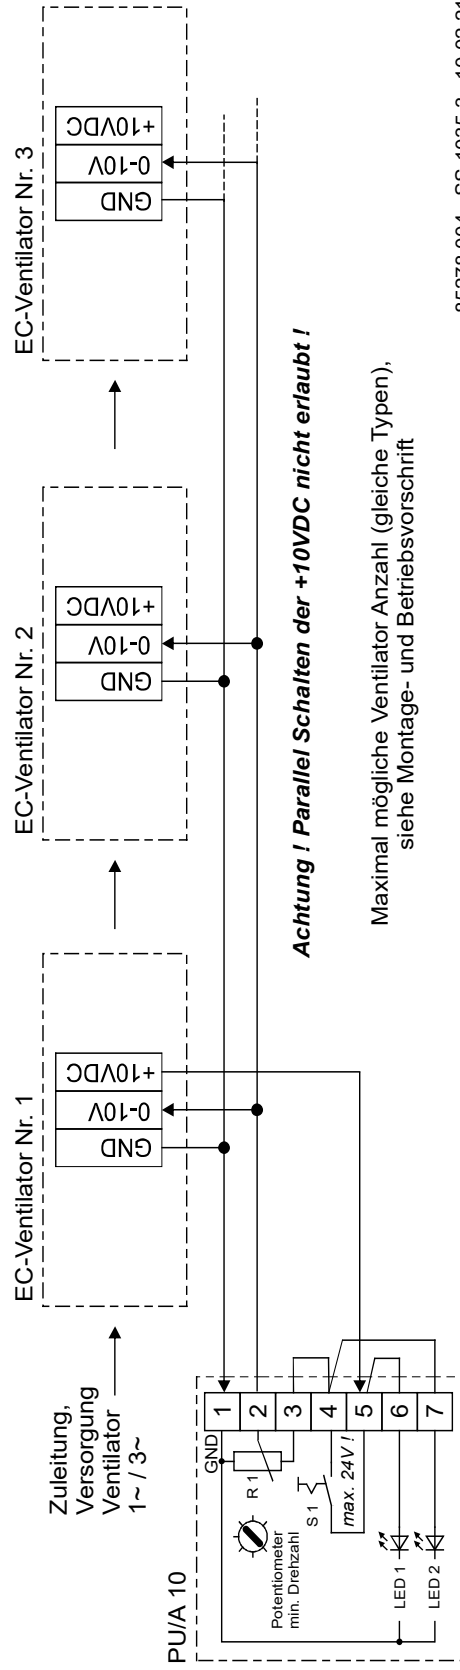 Zuleitung,
Versorgung
Ventilator
1~ / 3~
EC-Ventilator Nr. 1
GND
0-10V
+10VDC
EC-Ventilator Nr. 2
GND
0-10V
+10VDC
EC-Ventilator Nr. 3
GND
0-10V
+10VDC
PU/A 10
GND
1
2
3
4
5
6
7
R 1
Potentiometer
min. Drehzahl
S 1
max. 24V !
LED 1
LED 2
Achtung ! Parallel Schalten der +10VDC nicht erlaubt !
Maximal mögliche Ventilator Anzahl (gleiche Typen),
siehe Montage- und Betriebsvorschrift